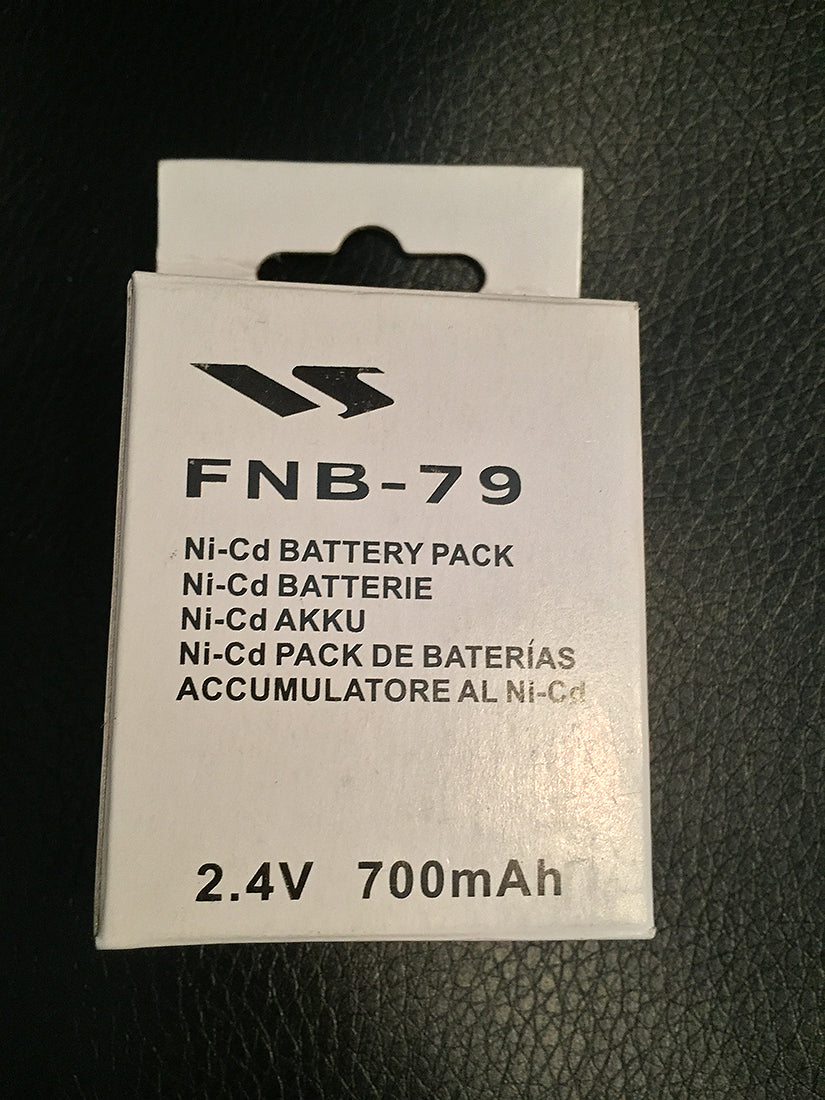 VS
FNB-79
Ni-Cd BATTERY PACK
Ni-Cd BATTERIE
Ni-Cd AKKU
Ni-Cd PACK DE BATERÍAS
ACCUMULATORE AL Ni-Cd
2.4V 700mAh